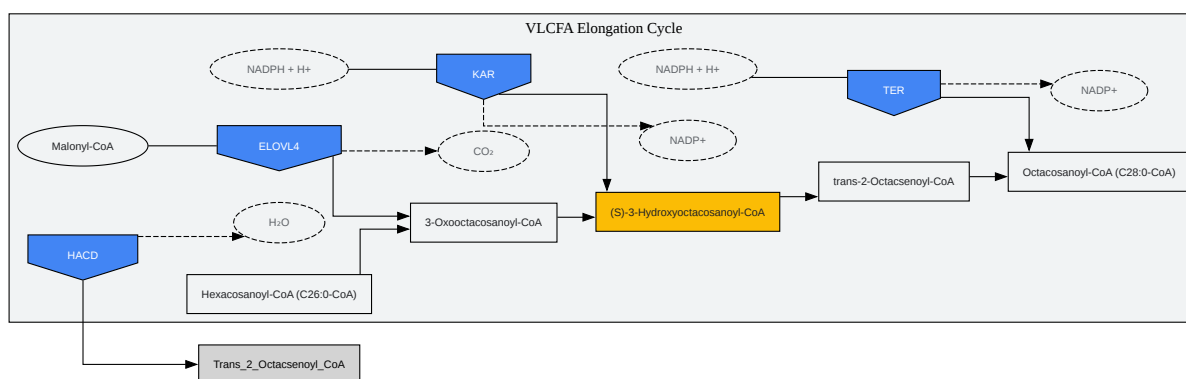 VLCFA Elongation Cycle
NADPH + H+
KAR
NADPH + H+
TER
NADP+
Malonyl-CoA
ELOVL4
CO₂
NADP+
trans-2-Octacsenoyl-CoA
Octacosanoyl-CoA (C28:0-CoA)
H₂O
3-Oxooctacosanoyl-CoA
(S)-3-Hydroxyoctacosanoyl-CoA
HACD
Hexacosanoyl-CoA (C26:0-CoA)
Trans_2_Octacsenoyl_CoA